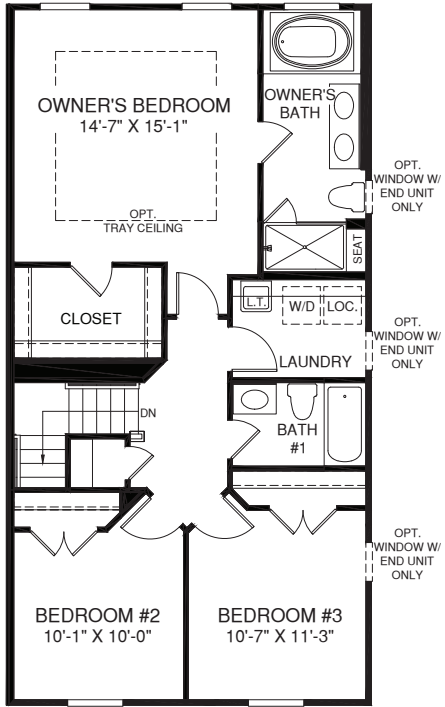 OWNER'S BEDROOM
14'-7" X 15'-1"
OPT.
TRAY CEILING
OWNER'S
BATH
OPT.
WINDOW W/
END UNIT
ONLY
SEAT
CLOSET
L.T.
W/D
LOC.
LAUNDRY
OPT.
WINDOW W/
END UNIT
ONLY
DN
BATH
#1
OPT.
WINDOW W/
END UNIT
ONLY
BEDROOM #2
10'-1" X 10'-0"
BEDROOM #3
10'-7" X 11'-3"